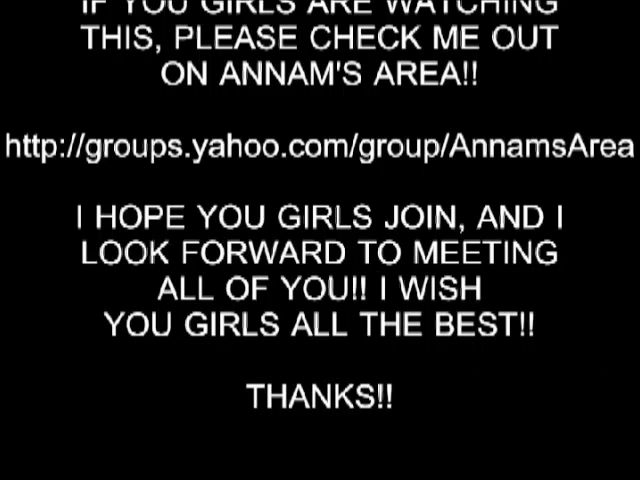 IF YOU GIRLS ARE WATCHING
THIS, PLEASE CHECK ME OUT
ON ANNAM'S AREA!!
http://groups.yahoo.com/group/AnnamsArea
I HOPE YOU GIRLS JOIN, AND I
LOOK FORWARD TO MEETING
ALL OF YOU!! I WISH
YOU GIRLS ALL THE BEST!!
THANKS!!